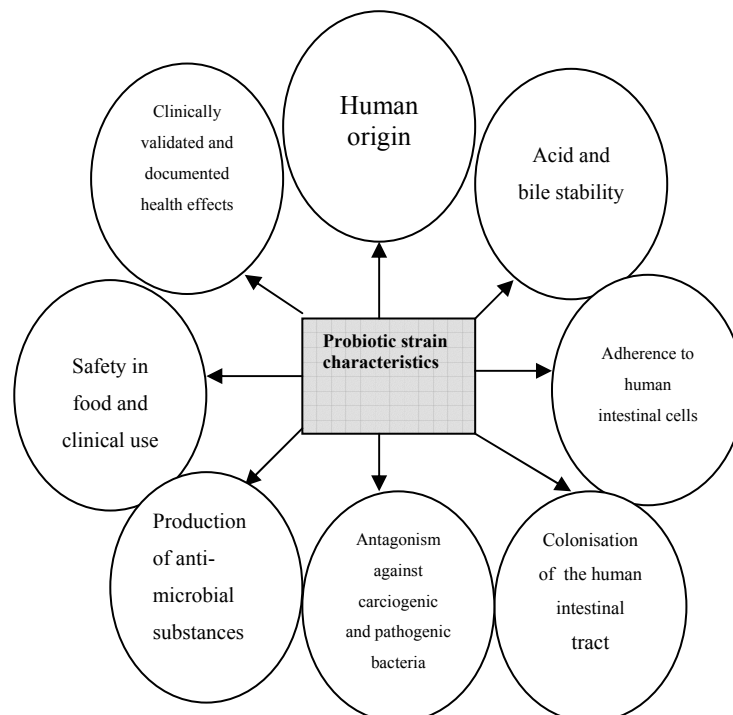 Human
origin
Clinically
validated and
documented
health effects
Acid and
bile stability
Probiotic strain
characteristics
Safety in
food and
clinical use
Adherence to
human
intestinal cells
Production
of anti-
microbial
substances
Antagonism
against
carciogenic
and pathogenic
bacteria
Colonisation
of the human
intestinal
tract